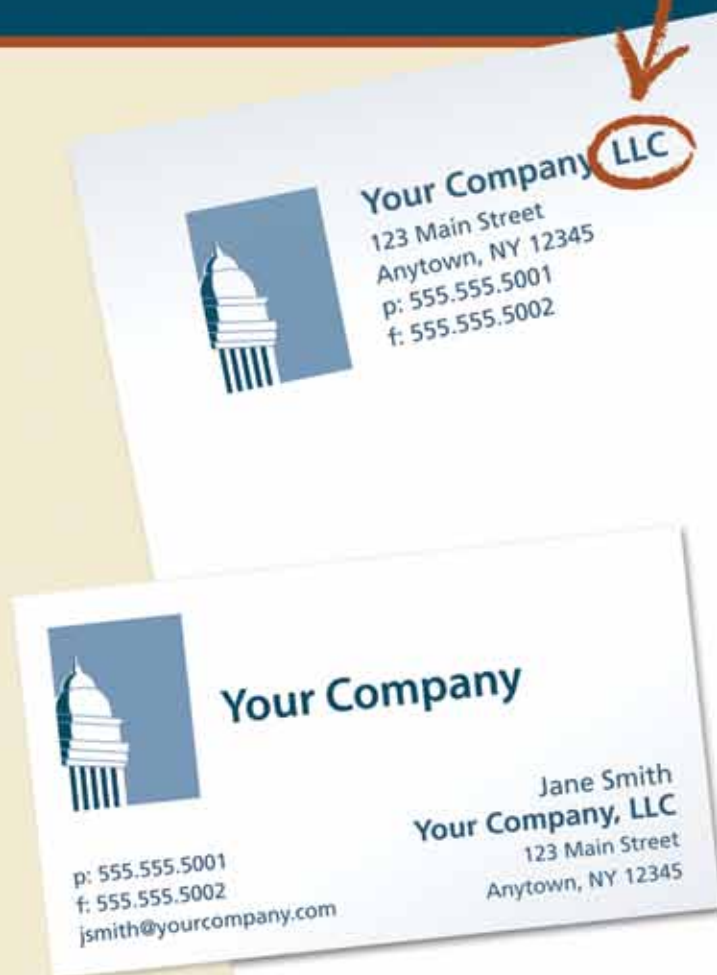 Your Company LLC
123 Main Street
Anytown, NY 12345
p: 555.555.5001
f: 555.555.5002
Your Company
Jane Smith
Your Company, LLC
123 Main Street
Anytown, NY 12345
p: 555.555.5001
f: 555.555.5002
jsmith@yourcompany.com